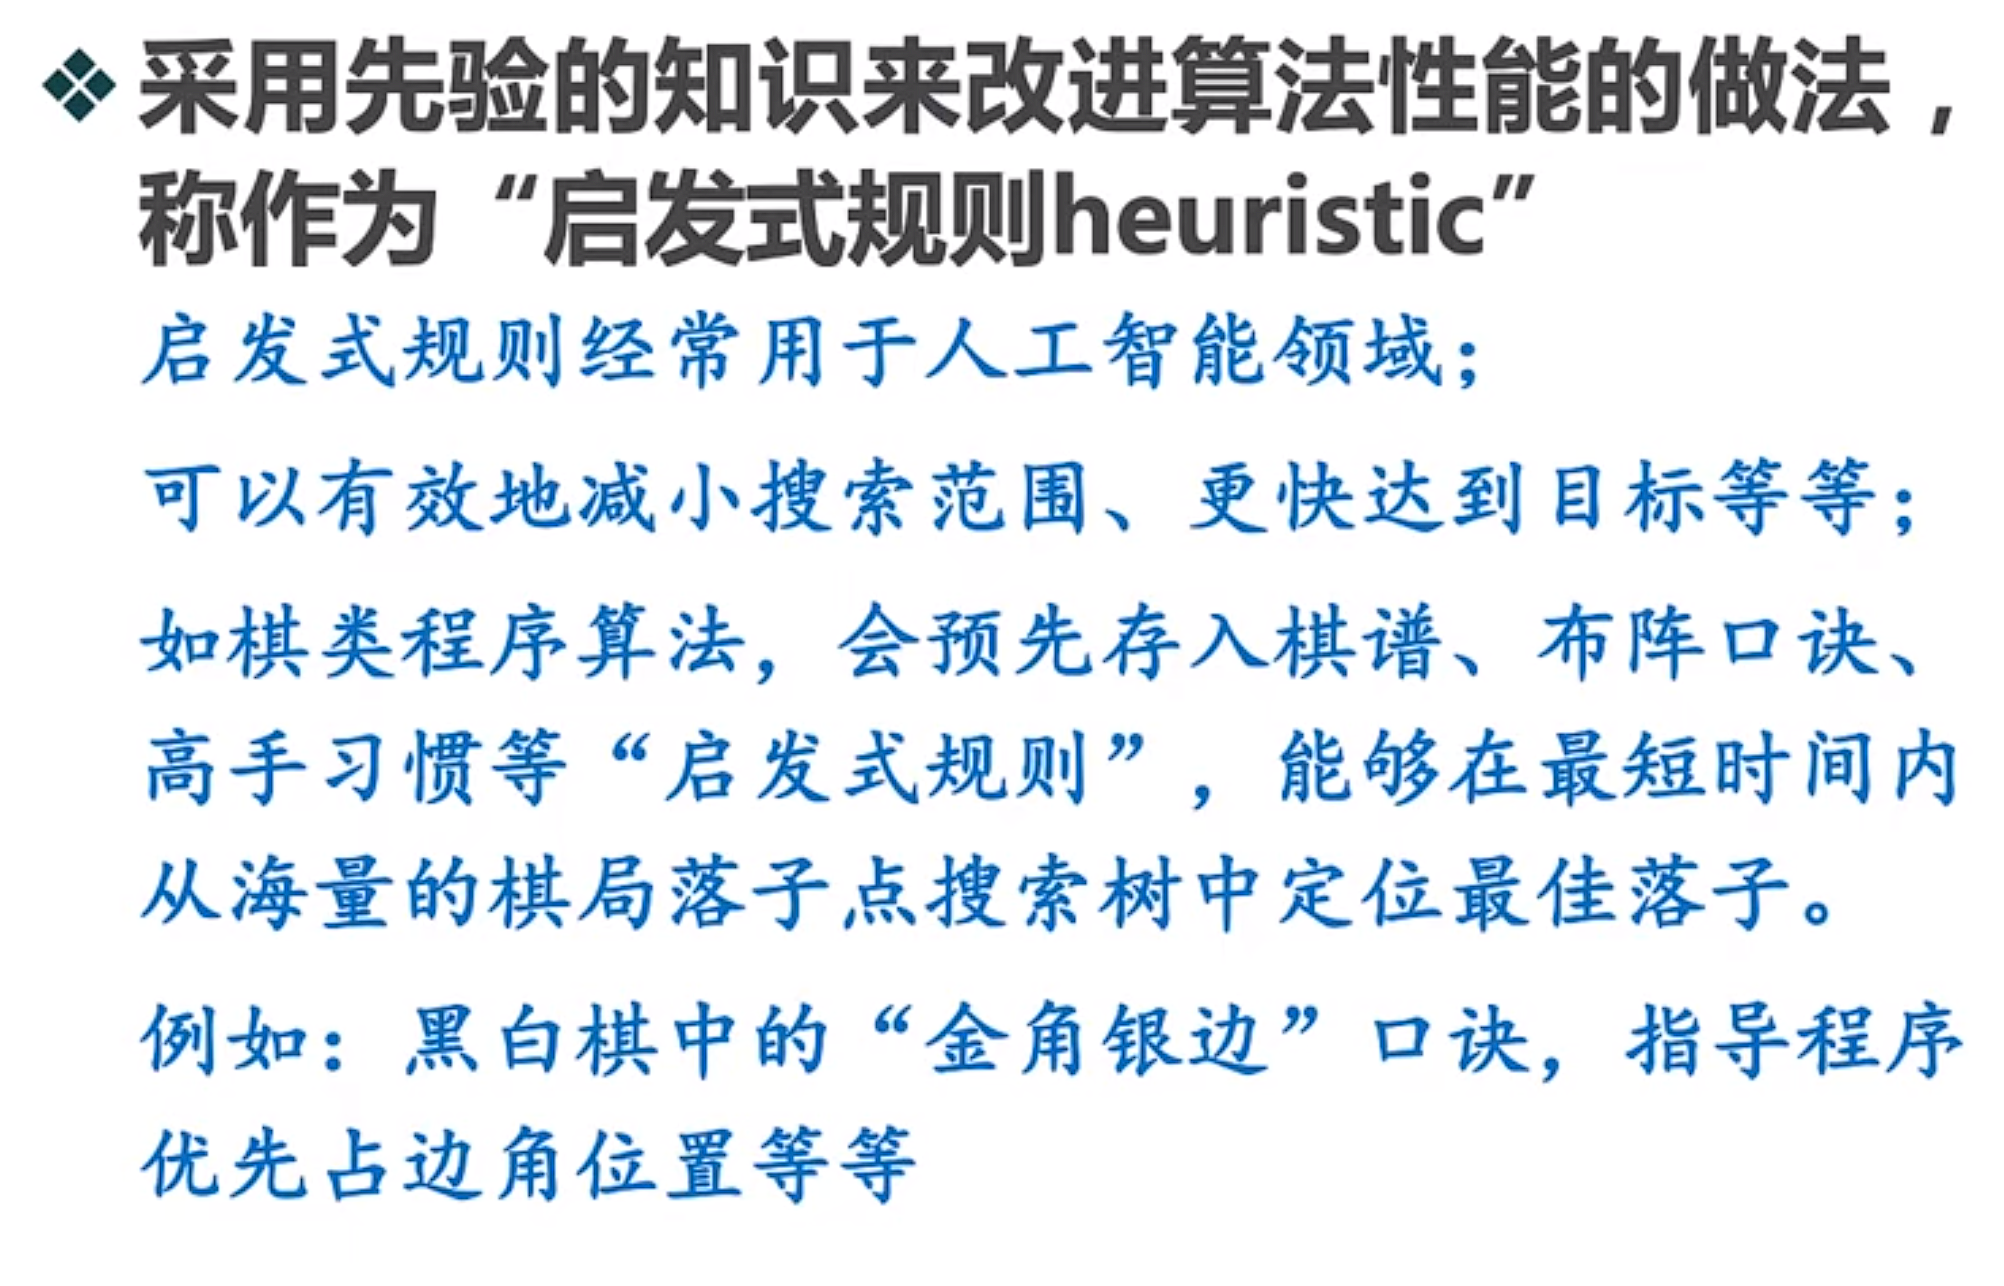 采用先验的知识来改进算法性能的做法，
称作为“启发式规则heuristic”
启发式规则经常用于人工智能领域；
可以有效地减小搜索范围、更快达到目标等等；
如棋类程序算法，会预先存入棋谱、布阵口诀、
高手习惯等“启发式规则”，能够在最短时间内
从海量的棋局落子点搜索树中定位最佳落子。
例如：黑白棋中的“金角银边”口诀，指导程序
优先占边角位置等等